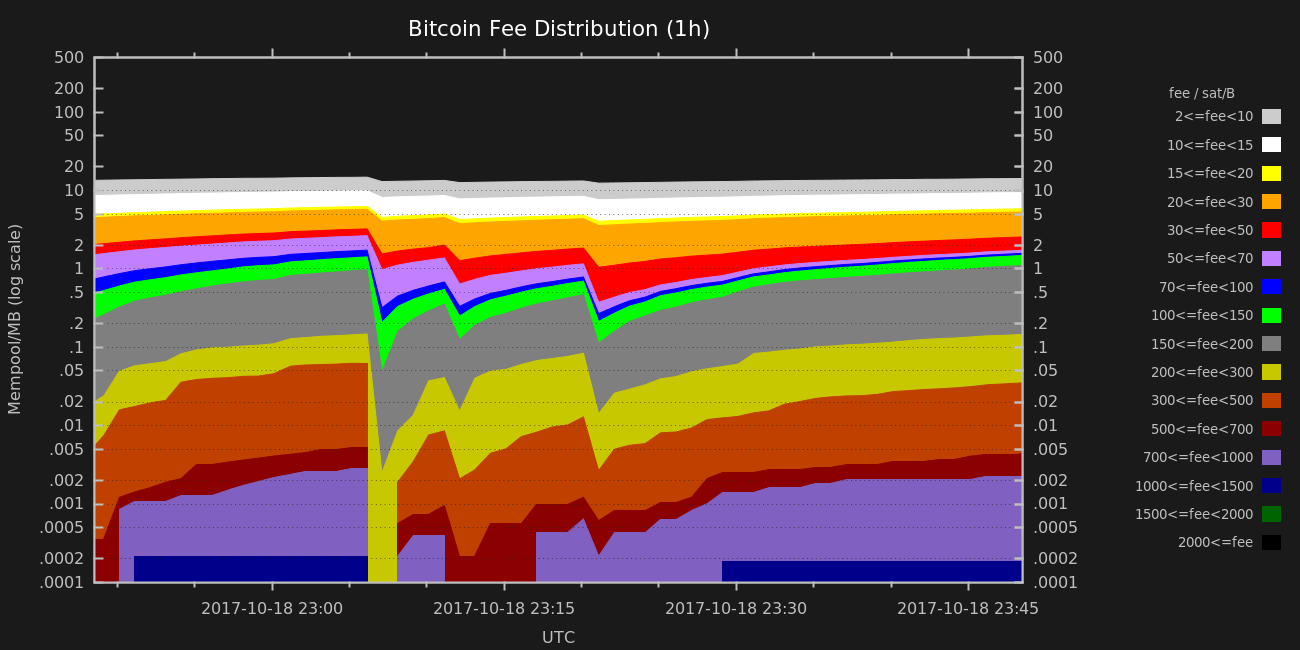 Bitcoin Fee Distribution (1h)
500
200
100
50
20
10
5
2
1
.5
.2
.1
.05
.02
.01
.005
.002
.001
.0005
.0002
.0001
Mempool/MB (log scale)
500
200
100
50
20
10
5
2
1
.5
.2
.1
.05
.02
.01
.005
.002
.001
.0005
.0002
.0001
2017-10-18 23:00
2017-10-18 23:15
2017-10-18 23:30
2017-10-18 23:45
UTC
fee / sat/B
2<=fee<10
10<=fee<15
15<=fee<20
20<=fee<30
30<=fee<50
50<=fee<70
70<=fee<100
100<=fee<150
150<=fee<200
200<=fee<300
300<=fee<500
500<=fee<700
700<=fee<1000
1000<=fee<1500
1500<=fee<2000
2000<=fee